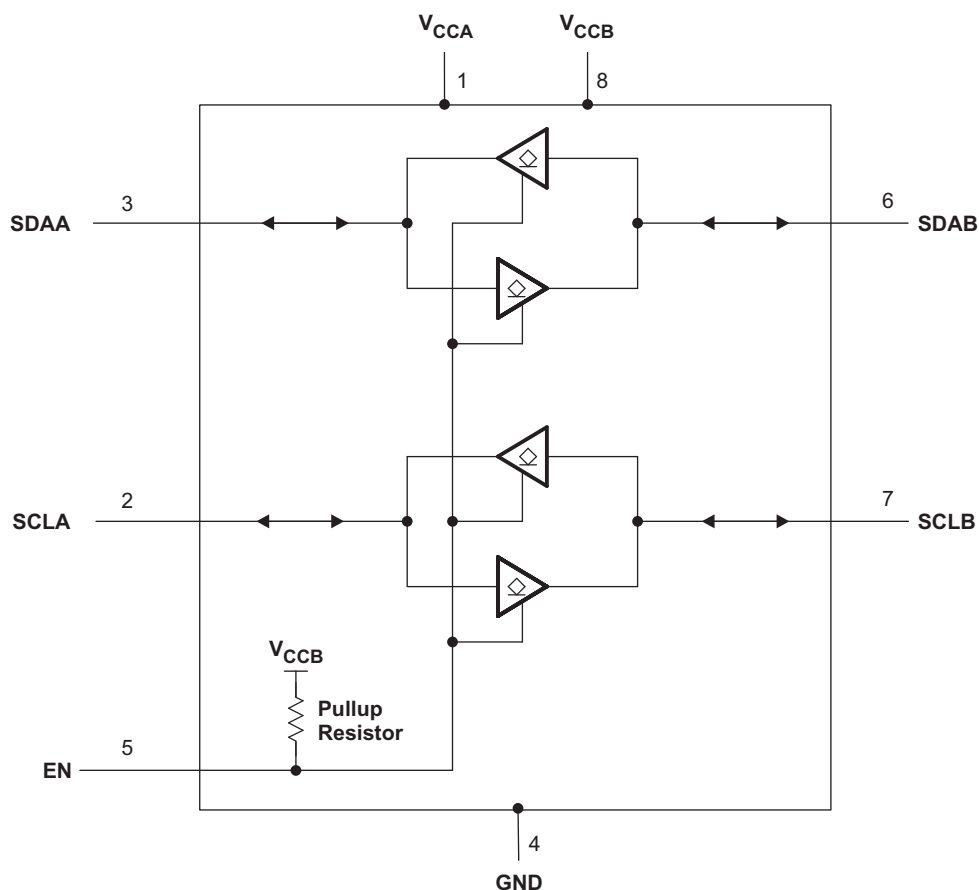 VCCA VCCB
1 8
3 6
SDAA SDAB
2 7
SCLA SCLB
VCCB
Pullup
Resistor
5
EN
4
GND